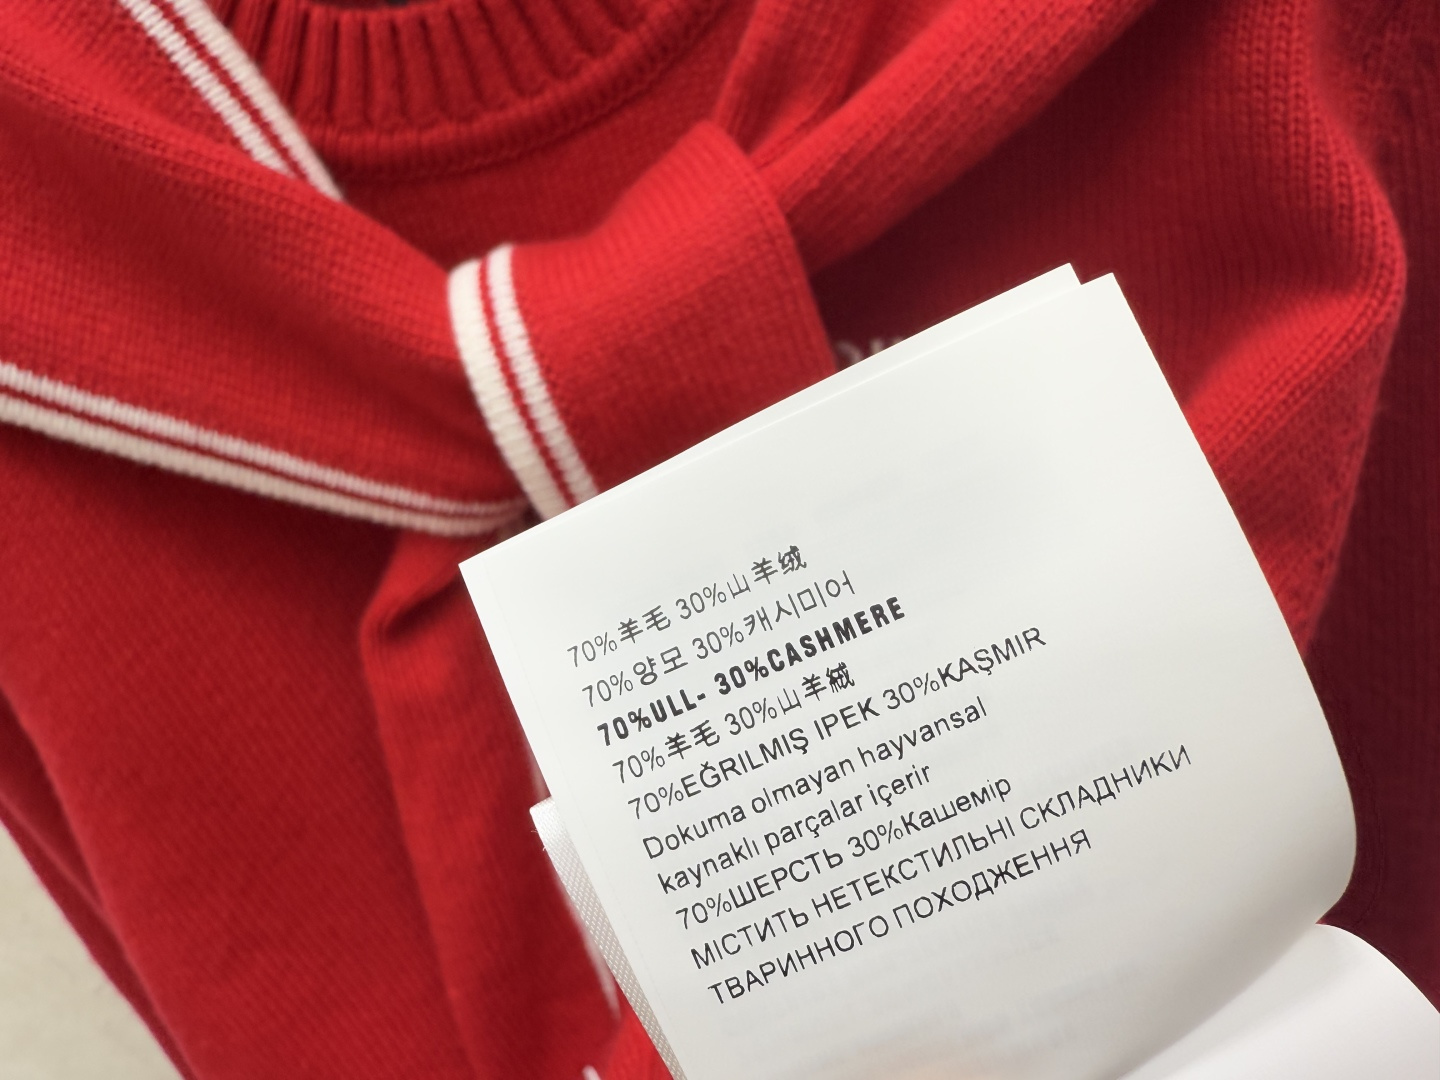 70%羊毛 30%山羊绒
70%양모 30%캐시미어
70%ULL- 30%CASHMERE
70%羊毛 30%山羊絨
70%EĞRILMIŞ IPEK 30%KAŞMIR
Dokuma olmayan hayvansal
kaynaklı parçalar içerir
70%ШЕРСТЬ 30%Кашемір
МІСТИТЬ НЕТЕКСТИЛЬНІ СКЛАДНИКИ
ТВАРИННОГО ПОХОДЖЕННЯ